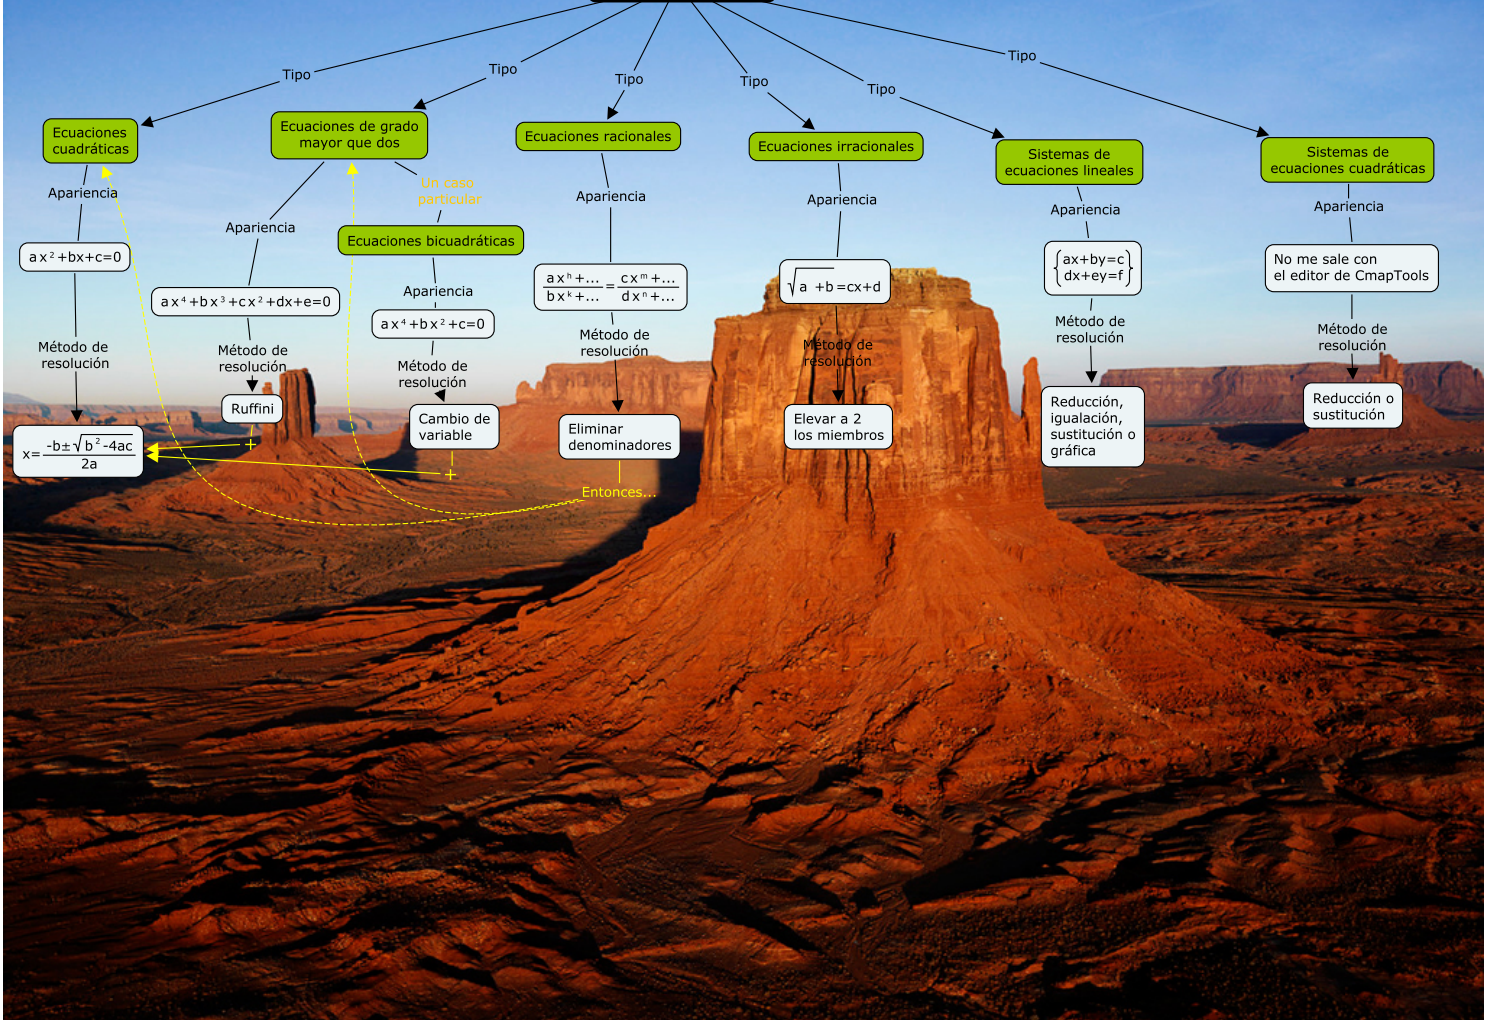 Tipo
Tipo
Tipo
Tipo
Tipo
Tipo
Ecuaciones
cuadráticas
Apariencia
ax²+bx+c=0
Método de
resolución
x=(-b±√(b²-4ac))/2a
Ecuaciones de grado
mayor que dos
Apariencia
ax⁴+bx³+cx²+dx+e=0
Método de
resolución
Ruffini
+
Un caso
particular
Ecuaciones bicuadráticas
Apariencia
ax⁴+bx²+c=0
Método de
resolución
Cambio de
variable
+
Ecuaciones racionales
Apariencia
(axʰ+...)/(bxᵏ+...)=(cxᵐ+...)/(dxⁿ+...)
Método de
resolución
Eliminar
denominadores
Entonces...
Ecuaciones irracionales
Apariencia
√a +b=cx+d
Método de
resolución
Elevar a 2
los miembros
Sistemas de
ecuaciones lineales
Apariencia
{ax+by=c
dx+ey=f}
Método de
resolución
Reducción,
igualación,
sustitución o
gráfica
Sistemas de
ecuaciones cuadráticas
Apariencia
No me sale con
el editor de CmapTools
Método de
resolución
Reducción o
sustitución